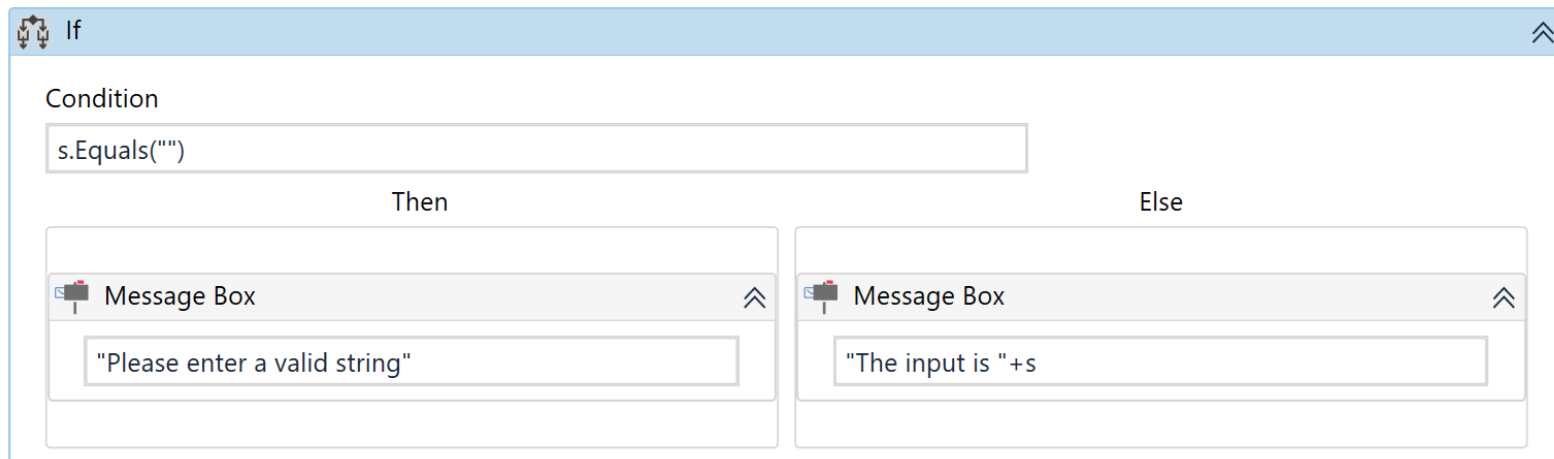 If
Condition
s.Equals("")
Then
Else
Message Box
"Please enter a valid string"
Message Box
"The input is "+s